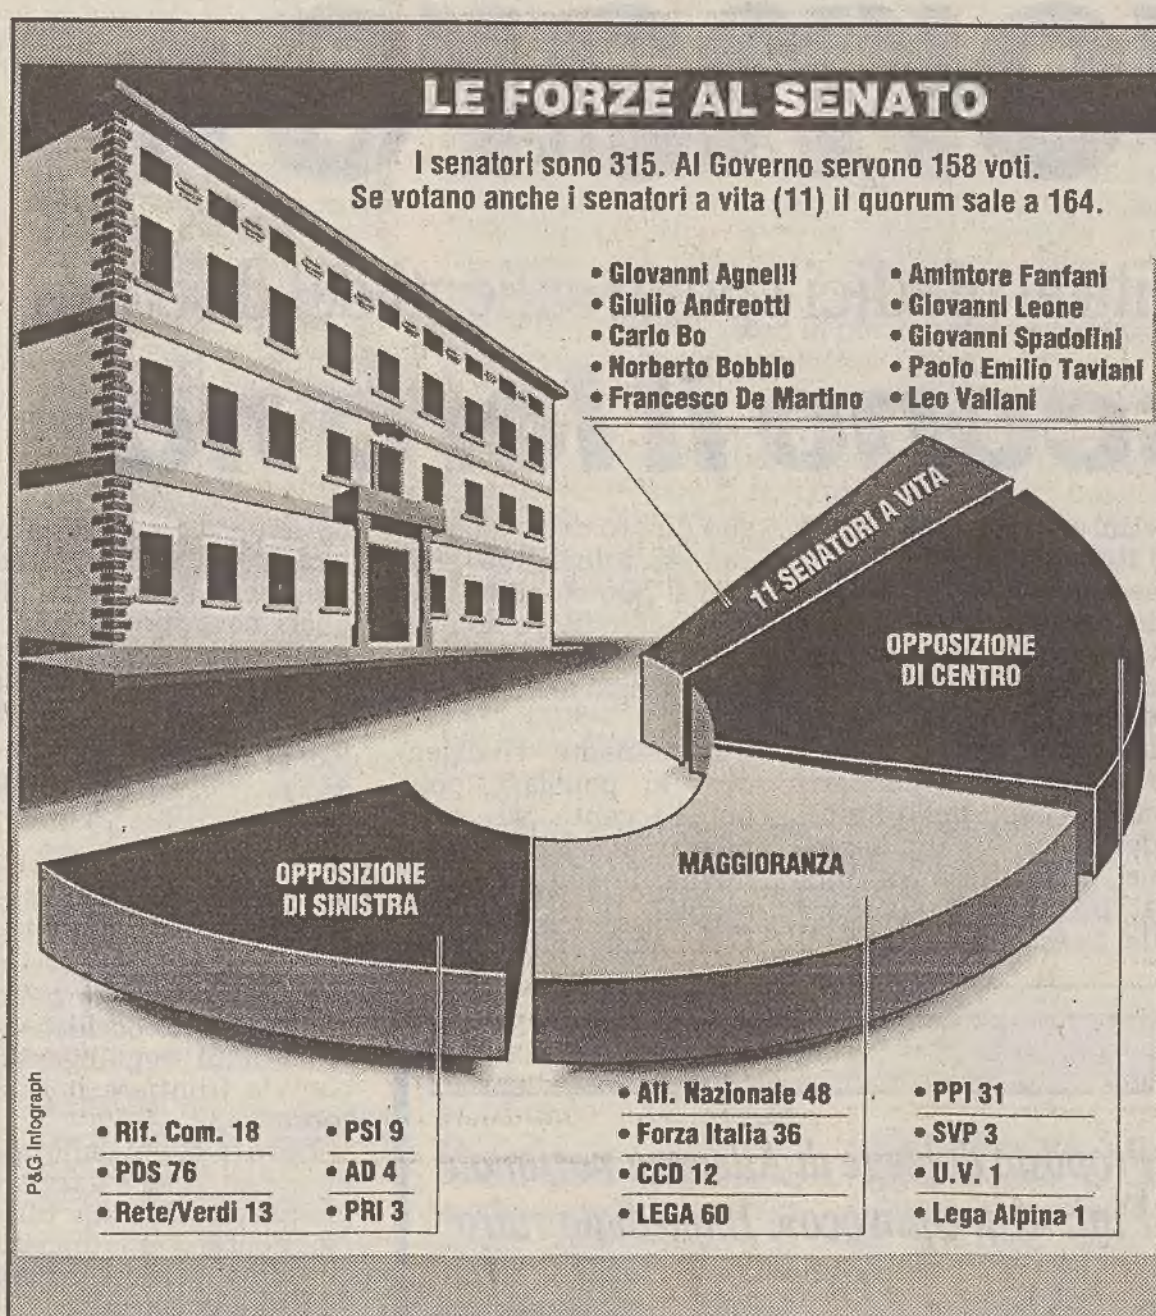 LE FORZE AL SENATO
I senatori sono 315. Al Governo servono 158 voti.
Se votano anche i senatori a vita (11) il quorum sale a 164.
• Giovanni Agnelli
• Giulio Andreotti
• Carlo Bo
• Norberto Bobbio
• Francesco De Martino
• Amintore Fanfani
• Giovanni Leone
• Giovanni Spadolini
• Paolo Emilio Taviani
• Leo Valiani
11 SENATORI A VITA
OPPOSIZIONE
DI CENTRO
MAGGIORANZA
OPPOSIZIONE
DI SINISTRA
• Rif. Com. 18
• PDS 76
• Rete/Verdi 13
• PSI 9
• AD 4
• PRI 3
• All. Nazionale 48
• Forza Italia 36
• CCD 12
• LEGA 60
• PPI 31
• SVP 3
• U.V. 1
• Lega Alpina 1
P&G Infograph